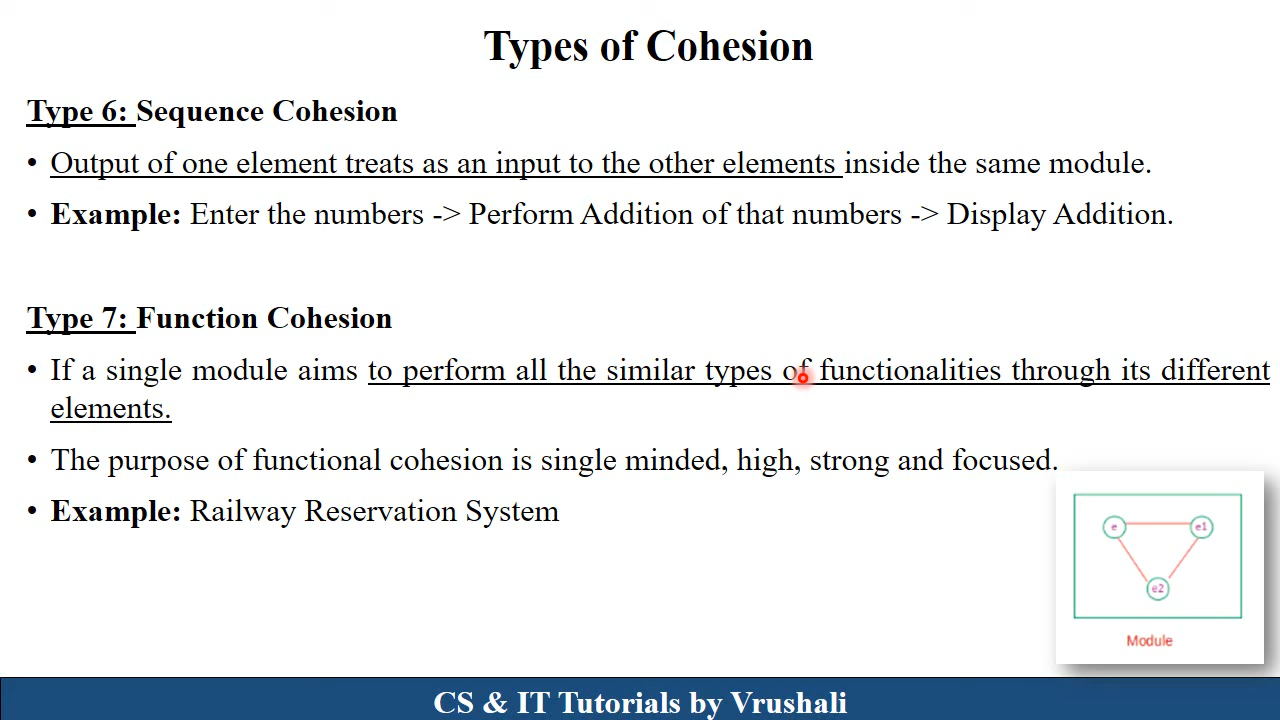 Types of Cohesion
Type 6: Sequence Cohesion
• Output of one element treats as an input to the other elements inside the same module.
• Example: Enter the numbers -> Perform Addition of that numbers -> Display Addition.
Type 7: Function Cohesion
• If a single module aims to perform all the similar types of functionalities through its different
elements.
• The purpose of functional cohesion is single minded, high, strong and focused.
• Example: Railway Reservation System
e e1
e2
Module
CS & IT Tutorials by Vrushali